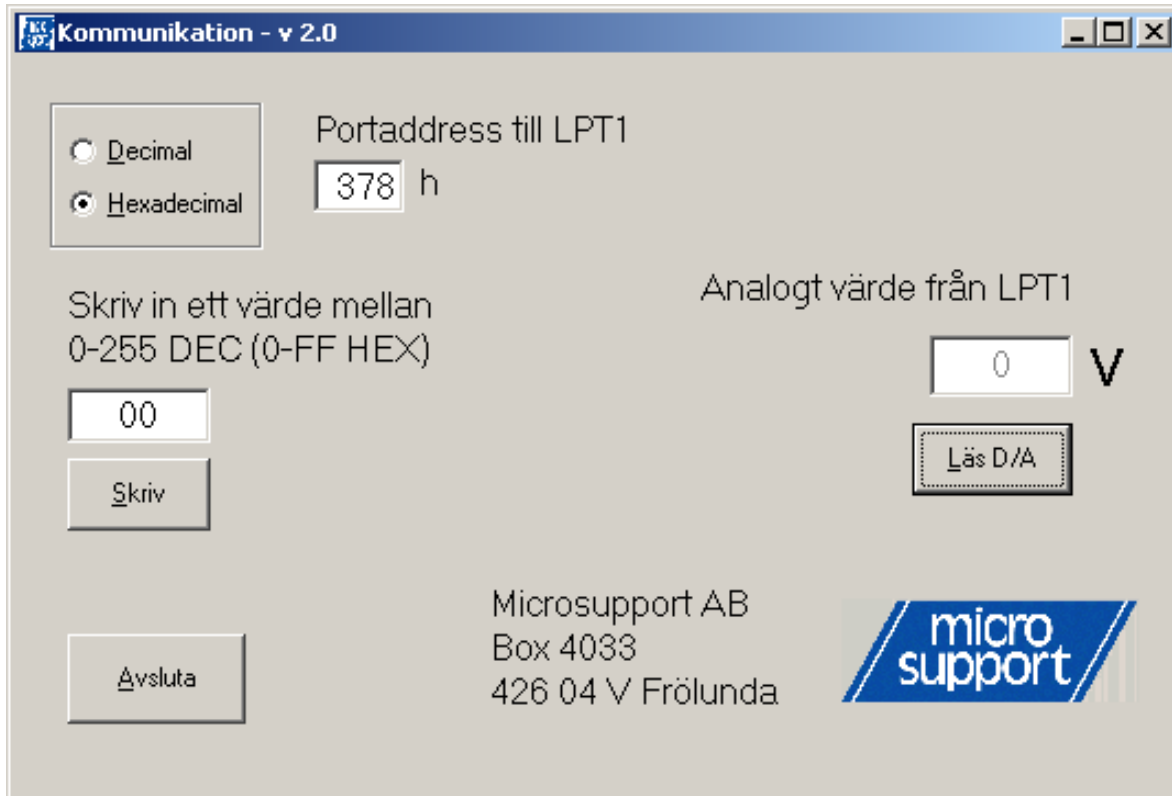 Kommunikation - v 2.0
Decimal
Hexadecimal
Portaddress till LPT1
378 h
Skriv in ett värde mellan
0-255 DEC (0-FF HEX)
00
Skriv
Analogt värde från LPT1
0 V
Läs D/A
Avsluta
Microsupport AB
Box 4033
426 04 V Frölunda
micro
support